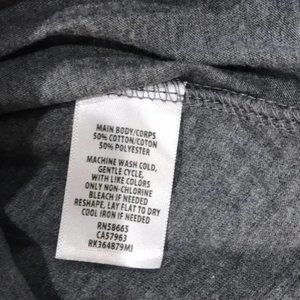 MAIN BODY/CORPS
50% COTTON/COTON
50% POLYESTER
MACHINE WASH COLD,
GENTLE CYCLE,
WITH LIKE COLORS
ONLY NON-CHLORINE
BLEACH IF NEEDED
RESHAPE, LAY FLAT TO DRY
COOL IRON IF NEEDED
RN58665
CA57963
RK364879MI